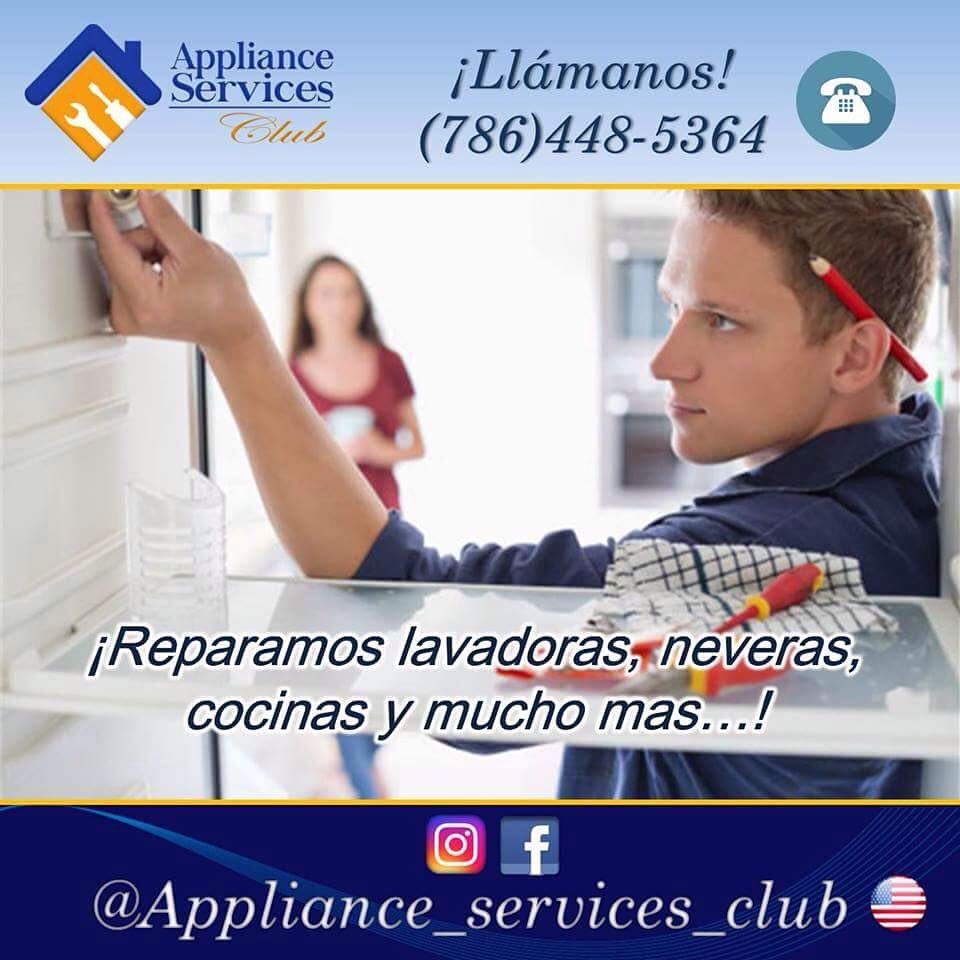 Appliance
Services
Club
¡Llámanos!
(786)448-5364
¡Reparamos lavadoras, neveras,
cocinas y mucho mas...!
@Appliance_services_club